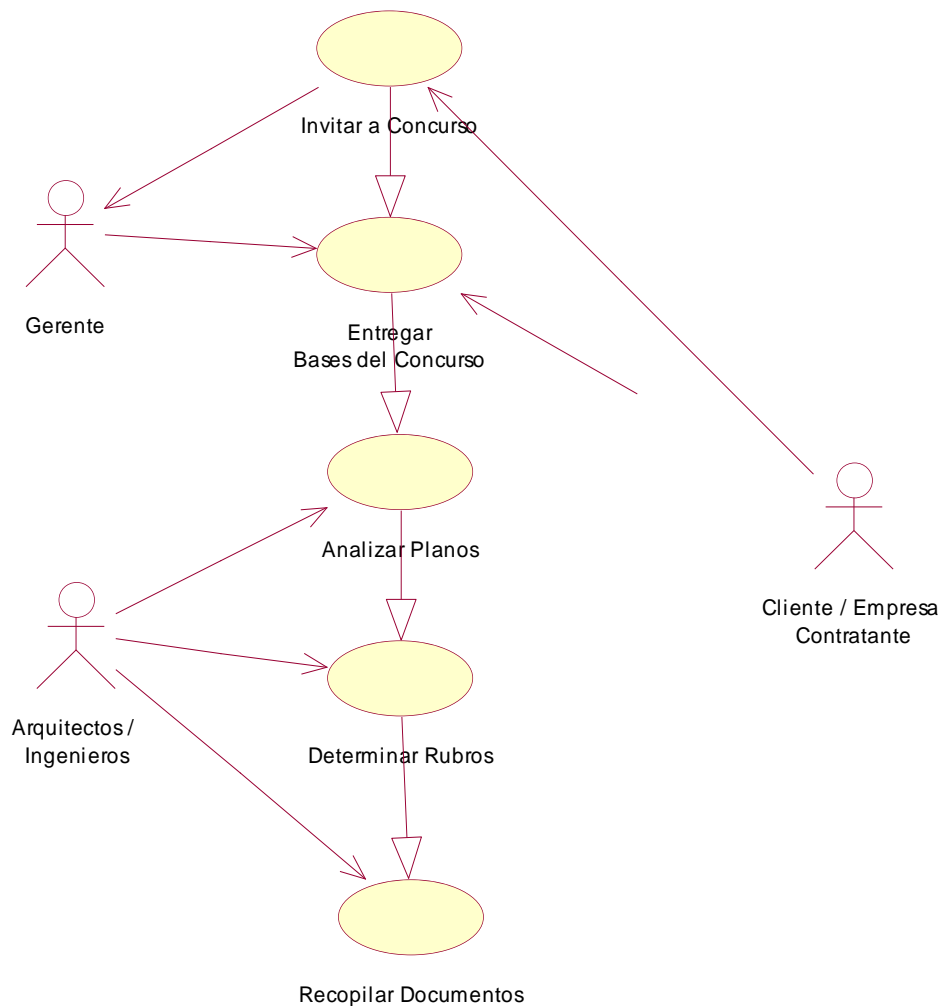 Invitar a Concurso
Gerente
Entregar
Bases del Concurso
Analizar Planos
Cliente / Empresa
Contratante
Arquitectos /
Ingenieros
Determinar Rubros
Recopilar Documentos